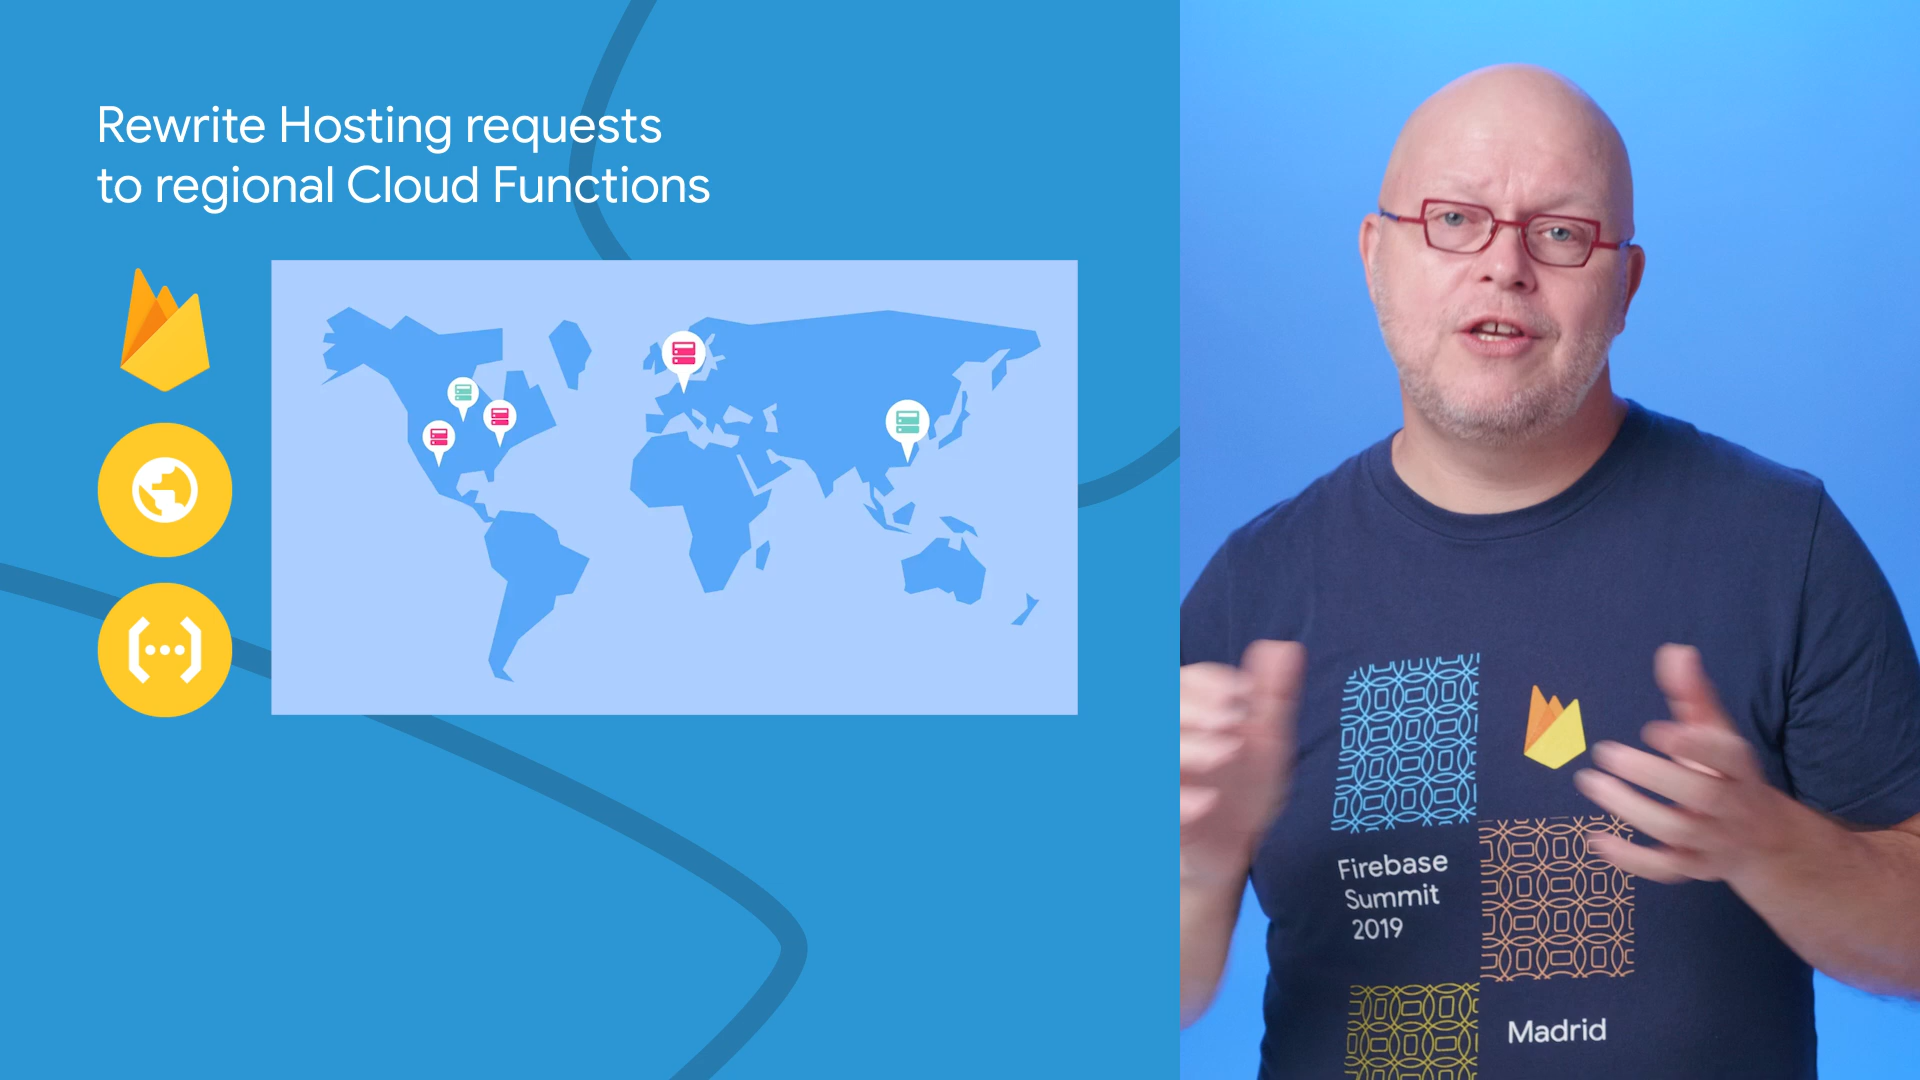 Rewrite Hosting requests
to regional Cloud Functions
Firebase
Summit
2019
Madrid